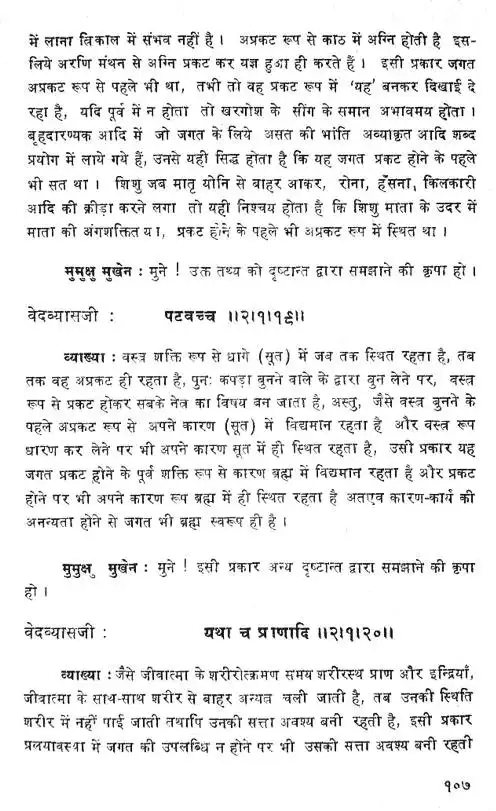 में लाना त्रिकाल में संभव नहीं है । अप्रकट रूप से काठ में अग्नि होती है इस-
लिये अरणि मंथन से अग्नि प्रकट कर यज्ञ हुआ ही करते हैं । इसी प्रकार जगत
अप्रकट रूप से पहले भी था, तभी तो वह प्रकट रूप में 'यह' बनकर दिखाई दे
रहा है, यदि पूर्व में न होता तो खरगोश के सींग के समान अभावमय होता ।
बृहदारण्यक आदि में जो जगत के लिये असत की भांति अव्याकृत आदि शब्द
प्रयोग में लाये गये हैं, उनसे यही सिद्ध होता है कि यह जगत प्रकट होने के पहले
भी सत था । शिशु जब मातृ योनि से बाहर आकर, रोना, हँसना, किलकारी
आदि की क्रीड़ा करने लगा तो यही निश्चय होता है कि शिशु माता के उदर में
माता की अंगशक्तितया, प्रकट होने के पहले भी अप्रकट रूप में स्थित था ।
मुमुक्षु मुखेन : मुने ! उक्त तथ्य को दृष्टान्त द्वारा समझाने की कृपा हो ।
वेदव्यासजी : पटवच्च ॥२।१।१९॥
व्याख्या : वस्त्र शक्ति रूप से धागे (सूत) में जब तक स्थित रहता है, तब
तक वह अप्रकट ही रहता है, पुनः कपड़ा बुनने वाले के द्वारा बुन लेने पर, वस्त्र
रूप से प्रकट होकर सबके नेत्र का विषय बन जाता है, अस्तु, जैसे वस्त्र बुनने के
पहले अप्रकट रूप से अपने कारण (सूत) में विद्यमान रहता है और वस्त्र रूप
धारण कर लेने पर भी अपने कारण सूत में ही स्थित रहता है, उसी प्रकार यह
जगत प्रकट होने के पूर्व शक्ति रूप से कारण ब्रह्म में विद्यमान रहता है और प्रकट
होने पर भी अपने कारण रूप ब्रह्म में ही स्थित रहता है अतएव कारण-कार्य की
अनन्यता होने से जगत भी ब्रह्म स्वरूप ही है ।
मुमुक्षु मुखेन : मुने ! इसी प्रकार अन्य दृष्टान्त द्वारा समझाने की कृपा
हो ।
वेदव्यासजी : यथा च प्राणादि ॥२।१।२०॥
व्याख्या : जैसे जीवात्मा के शरीरोत्क्रमण समय शरीरस्थ प्राण और इन्द्रियाँ,
जीवात्मा के साथ-साथ शरीर से बाहर अन्यत्र चली जाती है, तब उनकी स्थिति
शरीर में नहीं पाई जाती तथापि उनकी सत्ता अवश्य बनी रहती है, इसी प्रकार
प्रलयावस्था में जगत की उपलब्धि न होने पर भी उसकी सत्ता अवश्य बनी रहती
१०७